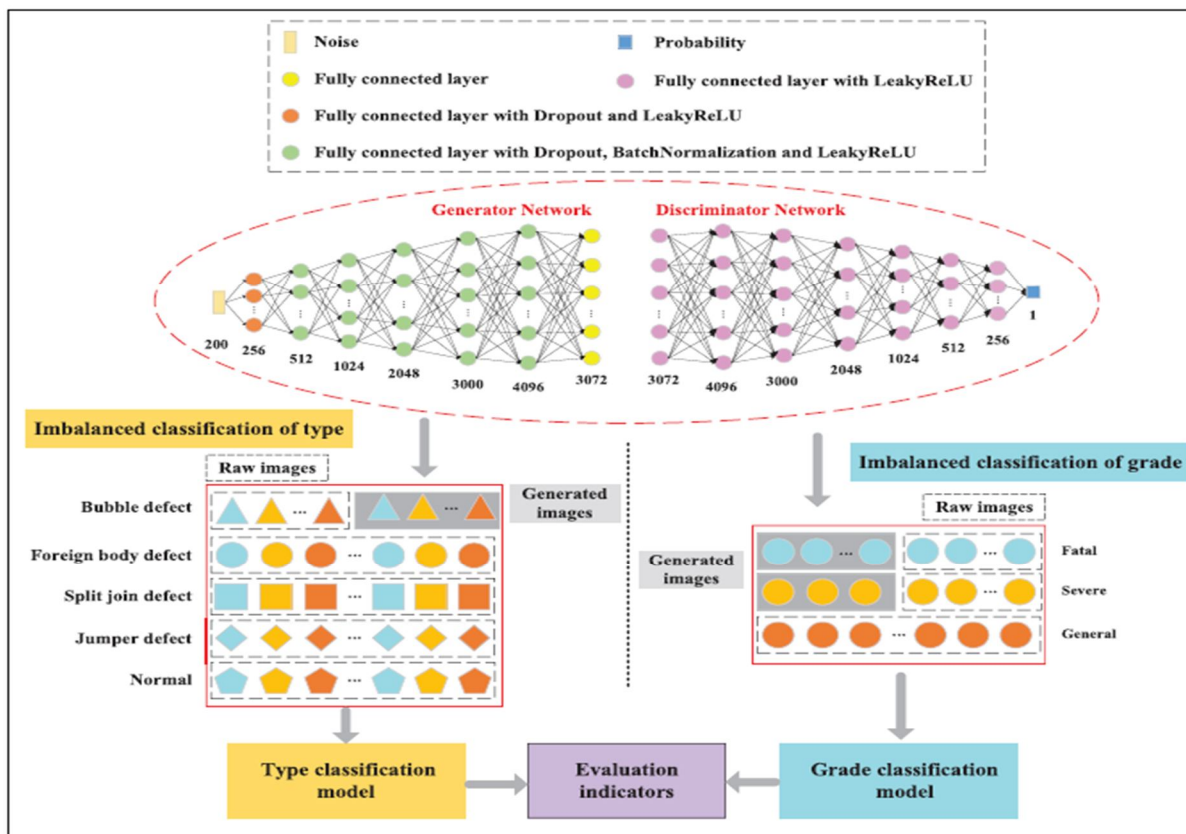 Noise
Probability
Fully connected layer
Fully connected layer with LeakyReLU
Fully connected layer with Dropout and LeakyReLU
Fully connected layer with Dropout, BatchNormalization and LeakyReLU
Generator Network
Discriminator Network
200
256
512
1024
2048
3000
4096
3072
3072
4096
3000
2048
1024
512
256
1
Imbalanced classification of type
Raw images
Bubble defect
Foreign body defect
Split join defect
Jumper defect
Normal
Generated
images
Imbalanced classification of grade
Raw images
Generated
images
Fatal
Severe
General
Type classification
model
Evaluation
indicators
Grade classification
model